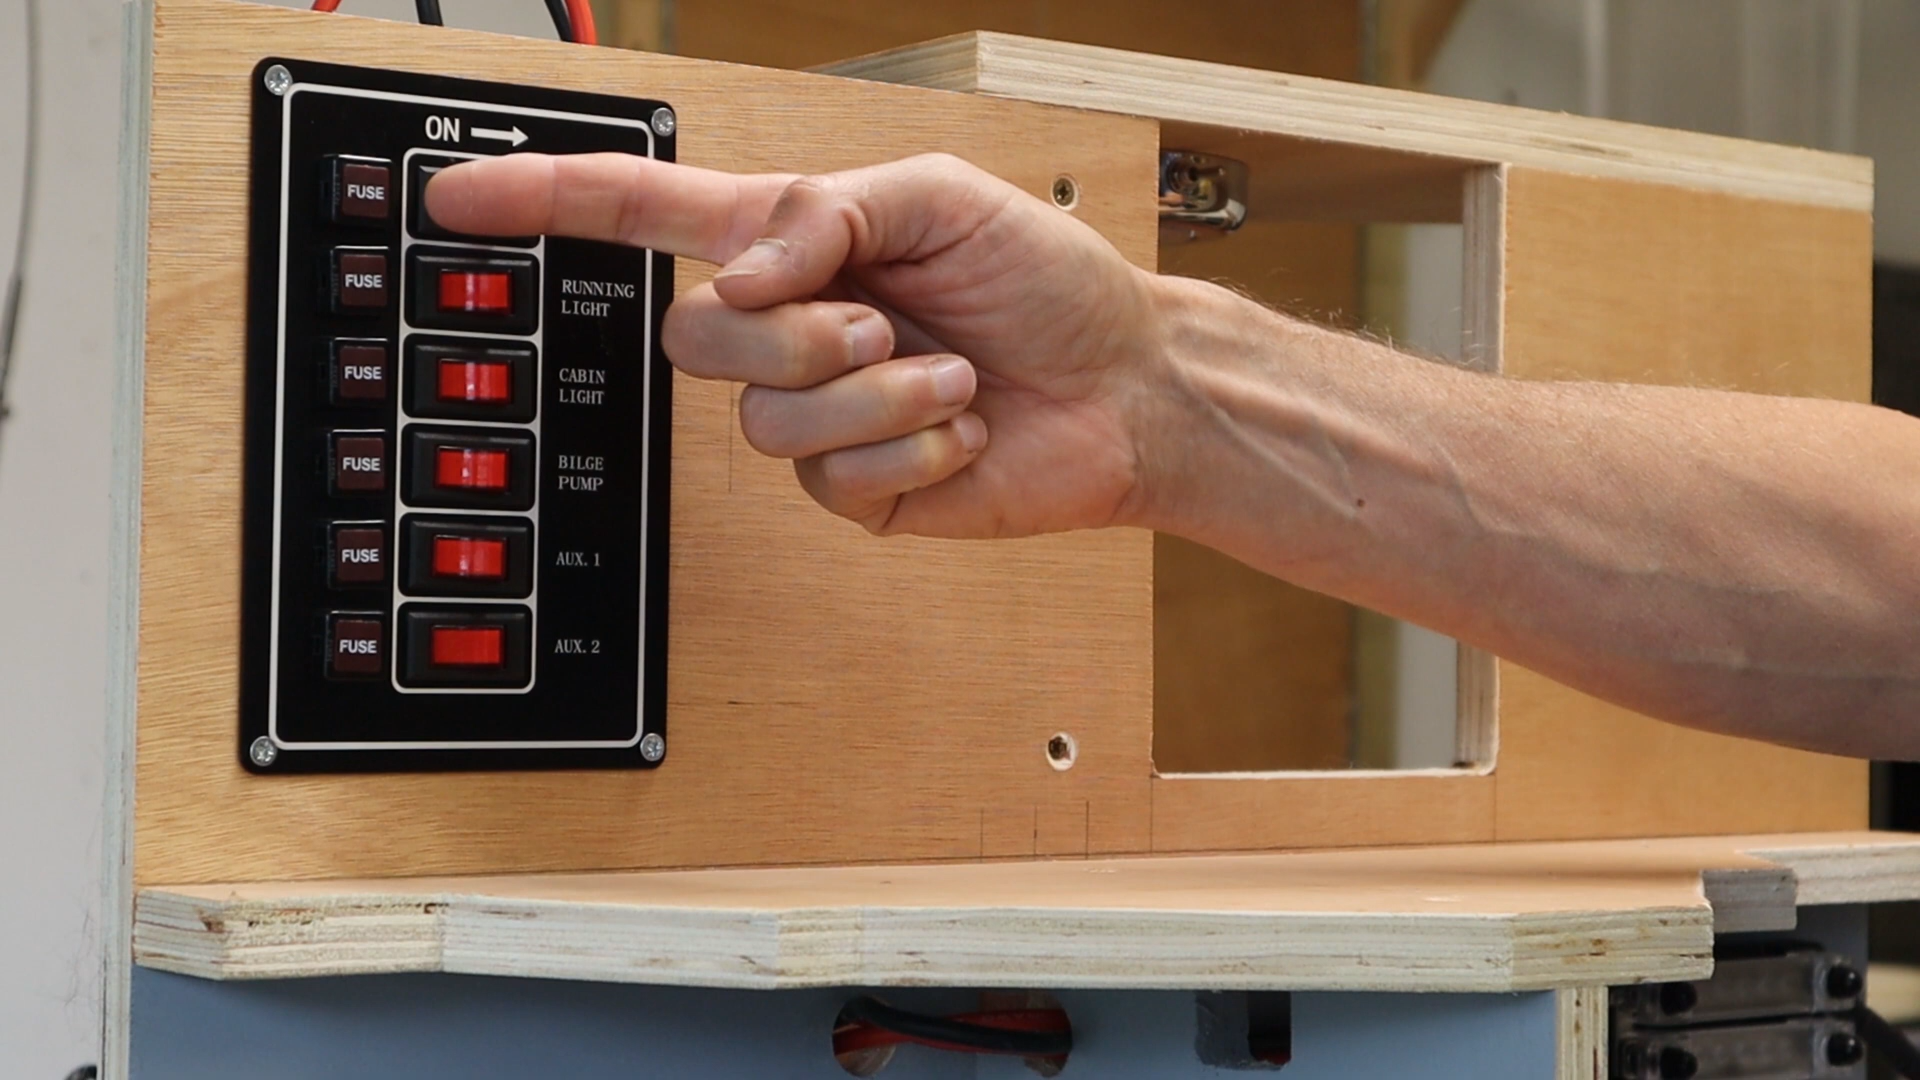 ON
FUSE
FUSE
RUNNING
LIGHT
FUSE
CABIN
LIGHT
FUSE
BILGE
PUMP
FUSE
AUX. 1
FUSE
AUX. 2